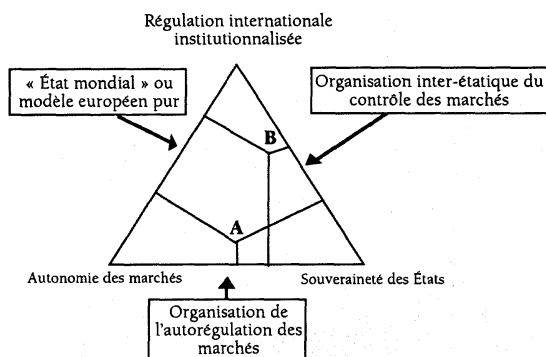 Régulation internationale
institutionnalisée
« État mondial » ou
modèle européen pur
Organisation inter-étatique du
contrôle des marchés
B
A
Autonomie des marchés
Souveraineté des États
Organisation de
l'autorégulation des
marchés